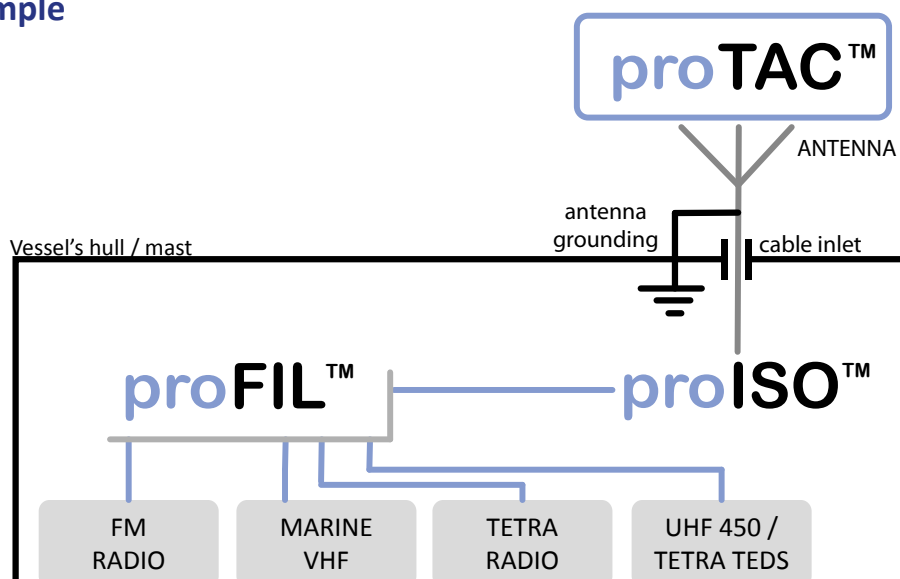 proTAC™
ANTENNA
antenna
grounding
cable inlet
Vessel's hull / mast
proFIL™
proISO™
FM
RADIO
MARINE
VHF
TETRA
RADIO
UHF 450 /
TETRA TEDS